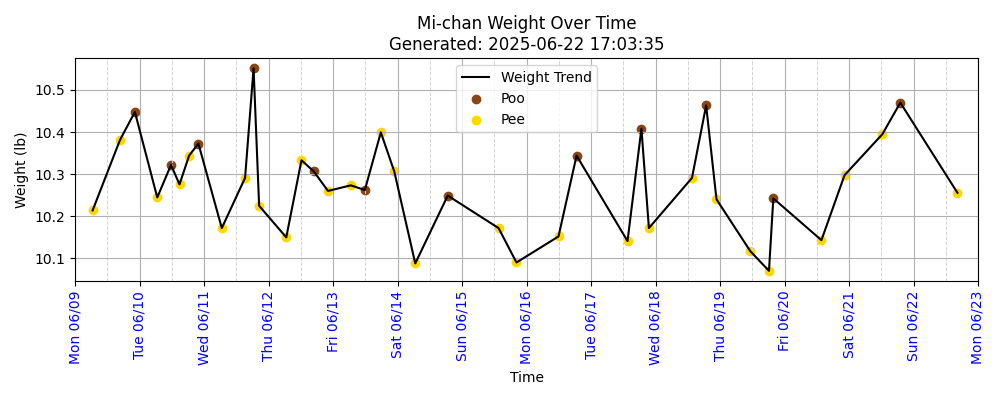 Mi-chan Weight Over Time
Generated: 2025-06-22 17:03:35
Weight Trend
Poo
Pee
Weight (lb)
10.5
10.4
10.3
10.2
10.1
Mon 06/09
Tue 06/10
Wed 06/11
Thu 06/12
Fri 06/13
Sat 06/14
Sun 06/15
Mon 06/16
Tue 06/17
Wed 06/18
Thu 06/19
Fri 06/20
Sat 06/21
Sun 06/22
Mon 06/23
Time